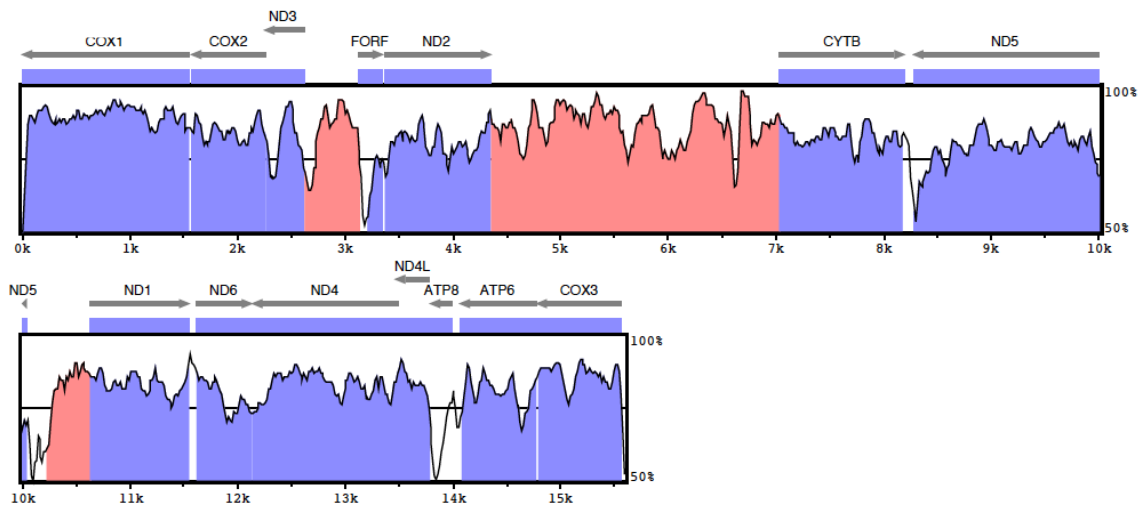 ND3
COX1 COX2 FORF ND2 CYTB ND5
100%
50%
0k 1k 2k 3k 4k 5k 6k 7k 8k 9k 10k
ND4L
ND5 ND1 ND6 ND4 ATP8 ATP6 COX3
100%
50%
10k 11k 12k 13k 14k 15k